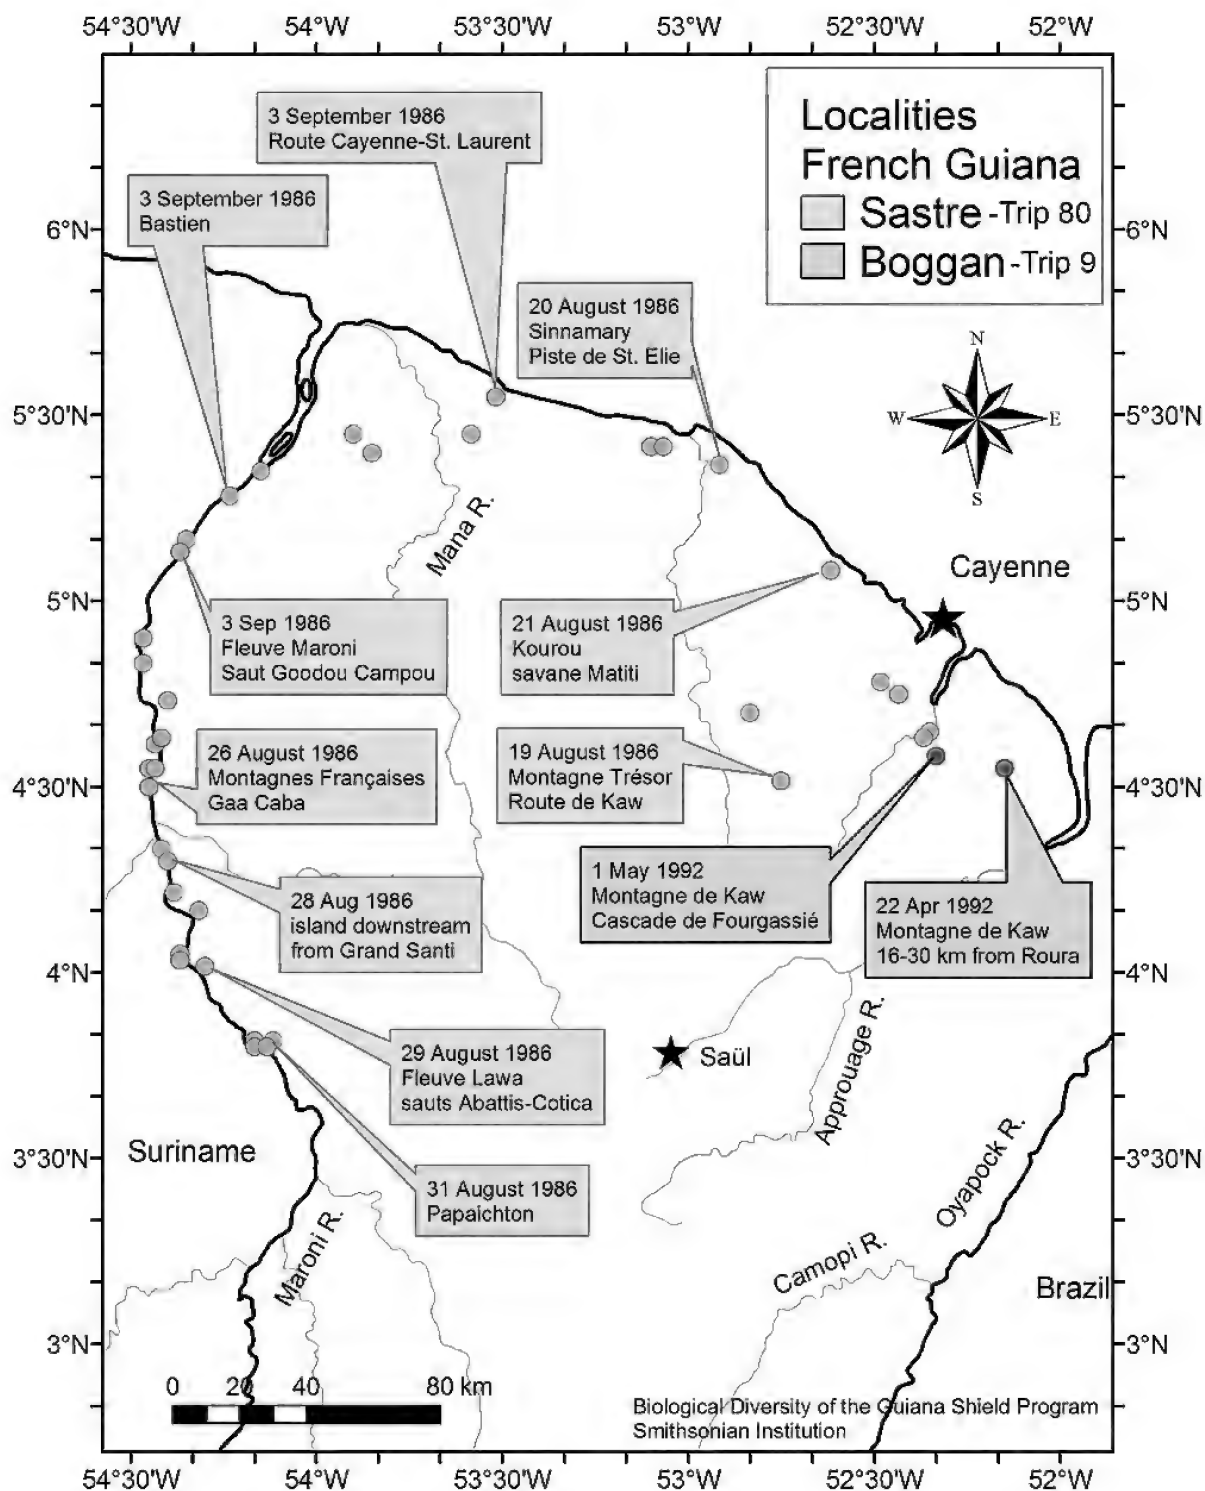 54°30'W 54°W 53°30'W 53°W 52°30'W 52°W
3 September 1986
Route Cayenne-St. Laurent
Localities
French Guiana
Sastre -Trip 80
Boggan -Trip 9
3 September 1986
Bastien
6°N
6°N
20 August 1986
Sinnamary
Piste de St. Elie
N
W
E
S
5°30'N
5°30'N
Mana R.
Cayenne
5°N
5°N
3 Sep 1986
Fleuve Maroni
Saut Goodou Campou
21 August 1986
Kourou
savane Matiti
26 August 1986
Montagnes Françaises
Gaa Caba
19 August 1986
Montagne Trésor
Route de Kaw
4°30'N
4°30'N
1 May 1992
Montagne de Kaw
Cascade de Fourgassié
22 Apr 1992
Montagne de Kaw
16-30 km from Roura
28 Aug 1986
island downstream
from Grand Santi
4°N
4°N
29 August 1986
Fleuve Lawa
sauts Abattis-Cotica
Saül
Approuage R.
Suriname
3°30'N
3°30'N
31 August 1986
Papaichton
Oyapock R.
Maroni R.
Camopi R.
Brazil
3°N
3°N
0 20 40 80 km
Biological Diversity of the Guiana Shield Program
Smithsonian Institution
54°30'W 54°W 53°30'W 53°W 52°30'W 52°W